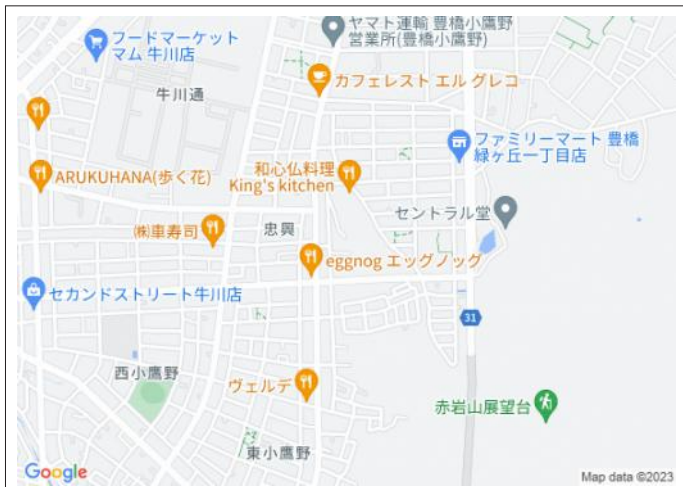 ヤマト運輸 豊橋小鷹野
営業所(豊橋小鷹野)
フードマーケット
マム 牛川店
カフェレスト エル グレコ
牛川通
ファミリーマート 豊橋
緑ヶ丘一丁目店
和心仏料理
King's kitchen
ARUKUHANA(歩く花)
セントラル堂
㈱車寿司
忠興
eggnog エッグノッグ
セカンドストリート牛川店
31
西小鷹野
ヴェルデ
赤岩山展望台
東小鷹野
Google
Map data ©2023